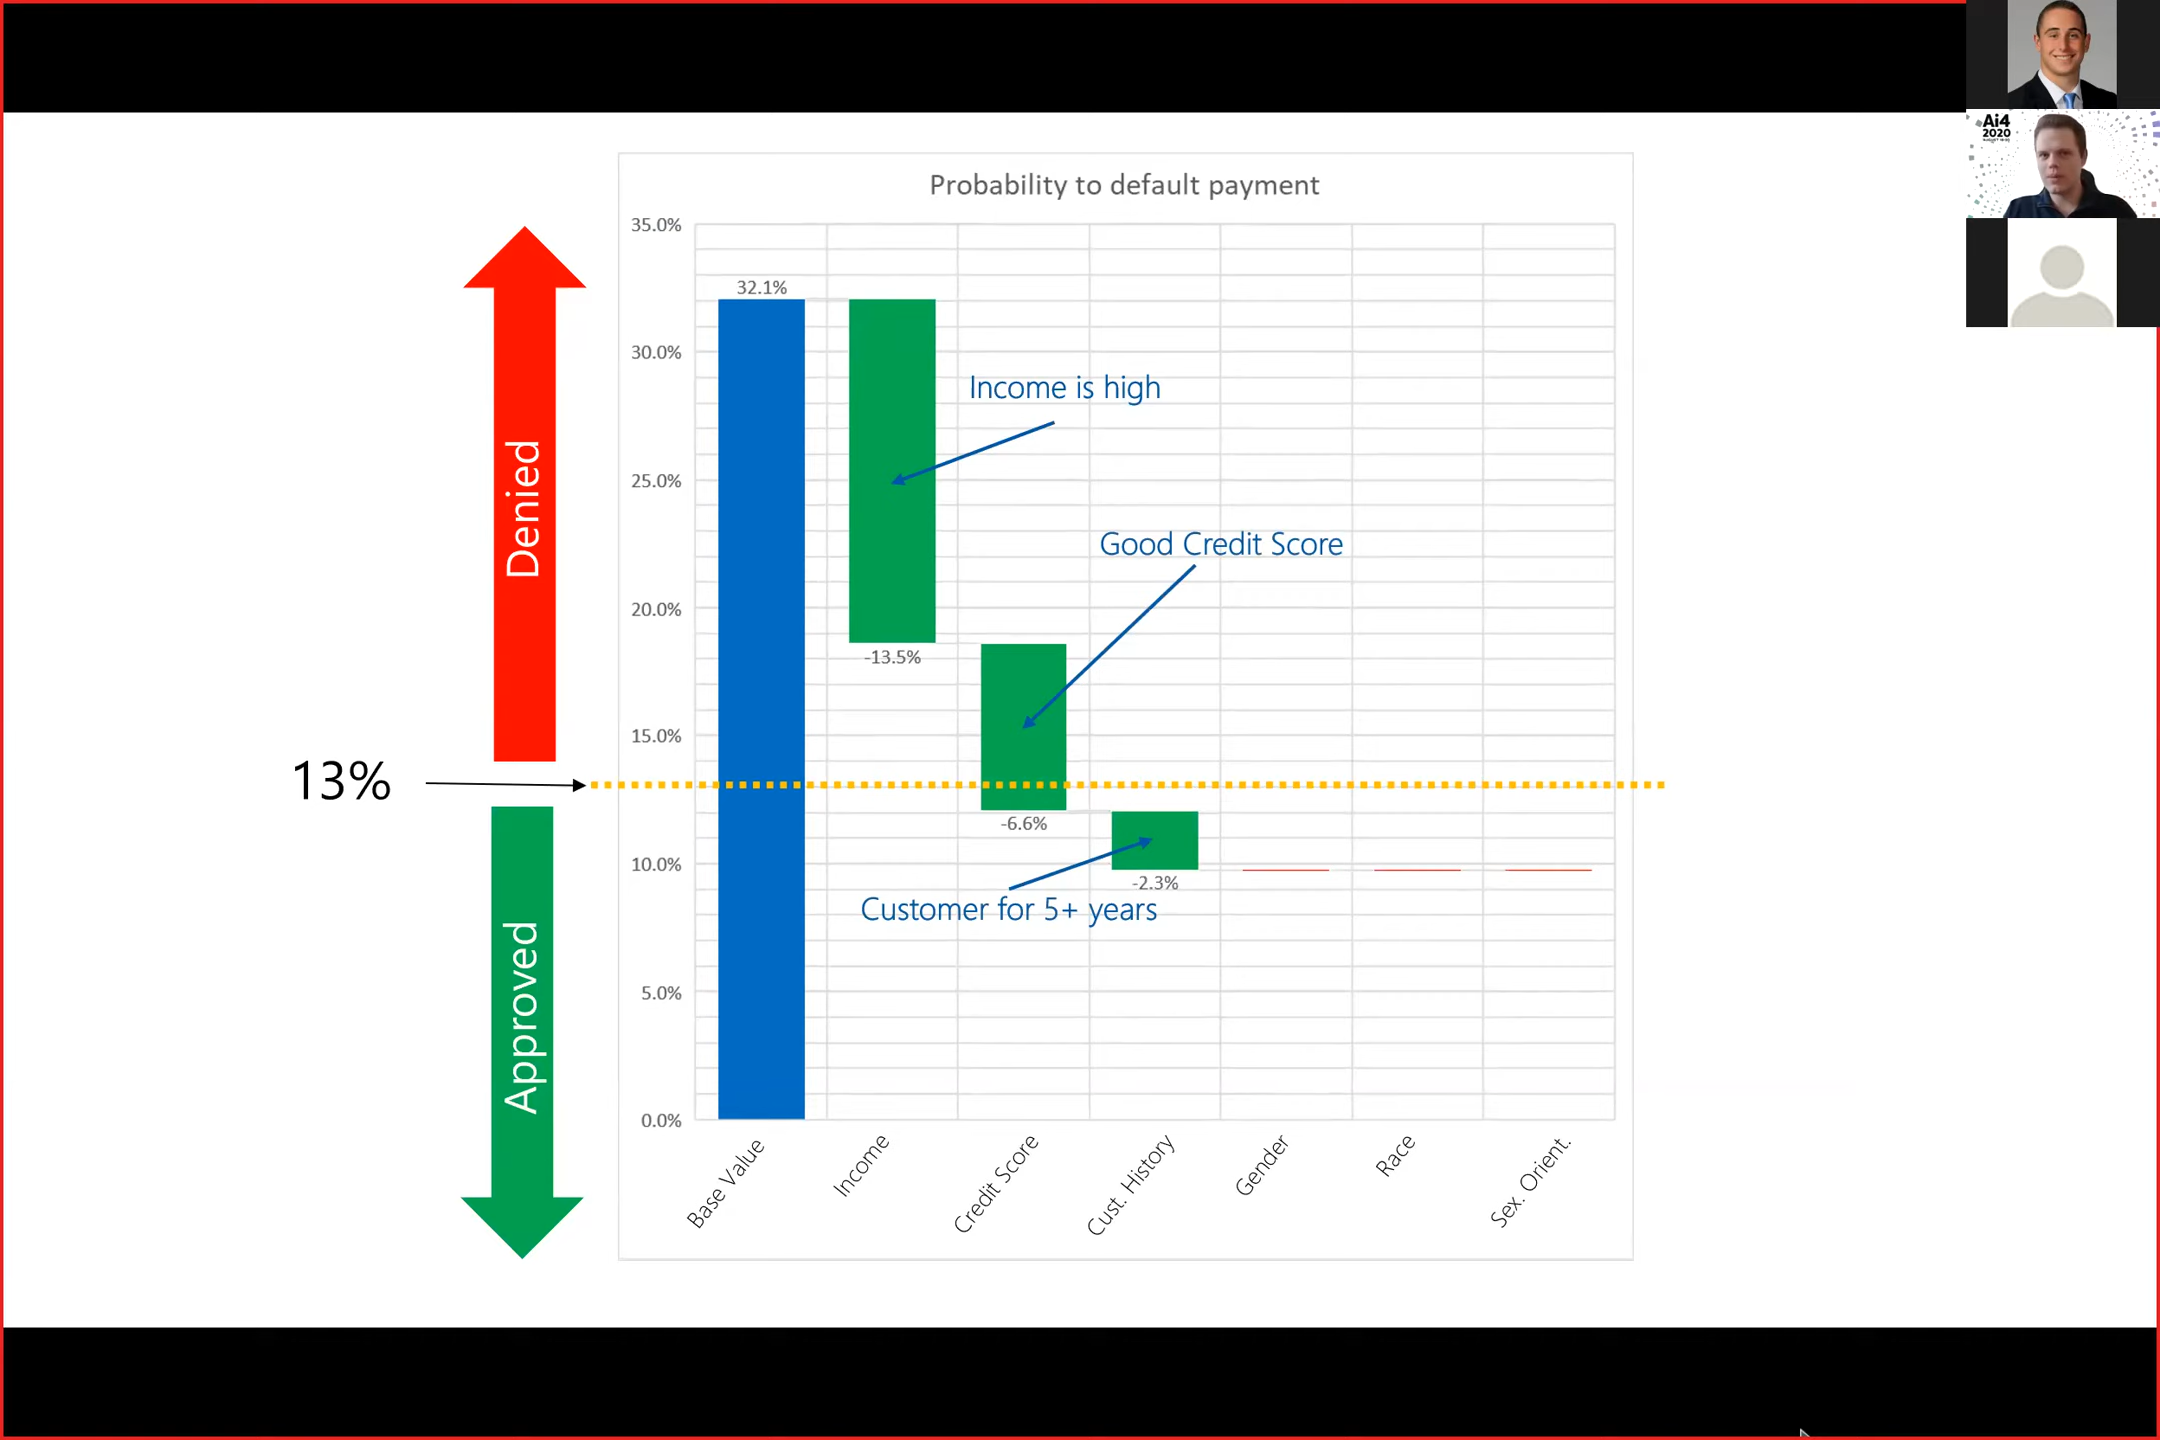 Ai4
2020
Probability to default payment
35.0%
32.1%
30.0%
Income is high
25.0%
Denied
Good Credit Score
20.0%
-13.5%
15.0%
13%
-6.6%
10.0%
-2.3%
Customer for 5+ years
Approved
5.0%
0.0%
Base Value
Income
Credit Score
Cust. History
Gender
Race
Sex. Orient.